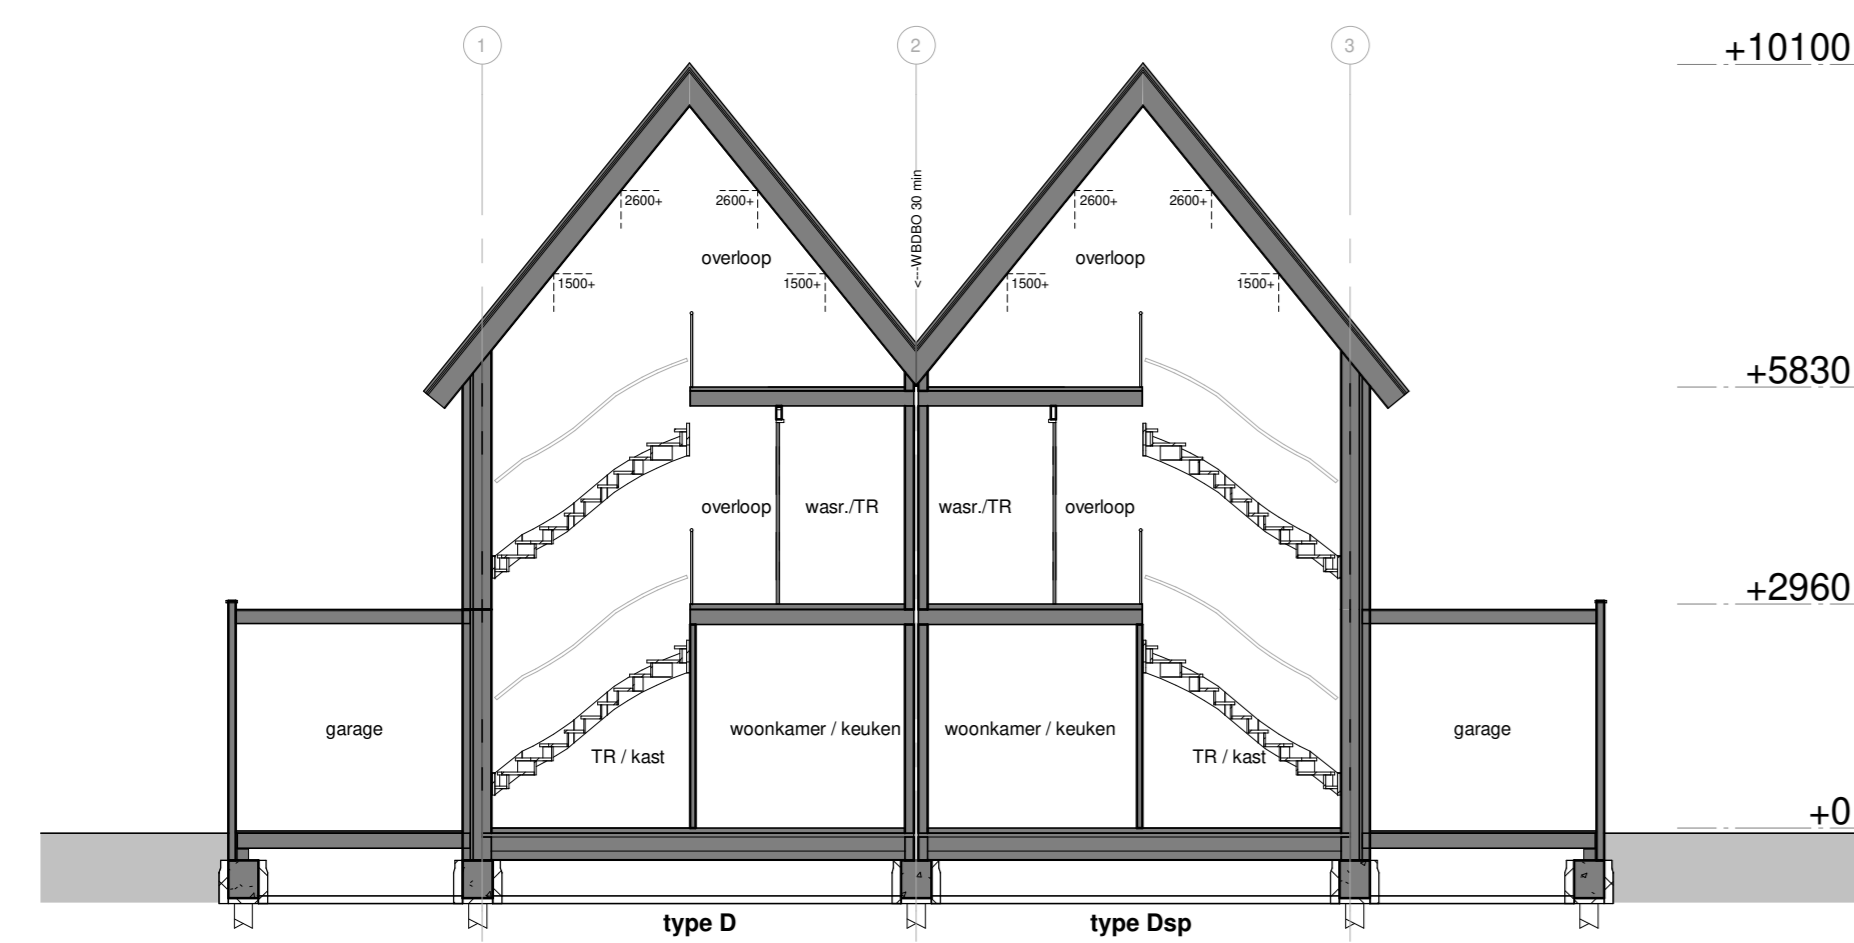 1
2
3
+10100
2600+
2600+
2600+
2600+
<---WBDBO 30 min
overloop
overloop
1500+
1500+
1500+
1500+
+5830
overloop
wasr./TR
wasr./TR
overloop
+2960
garage
woonkamer / keuken
woonkamer / keuken
garage
TR / kast
TR / kast
+0
type D
type Dsp